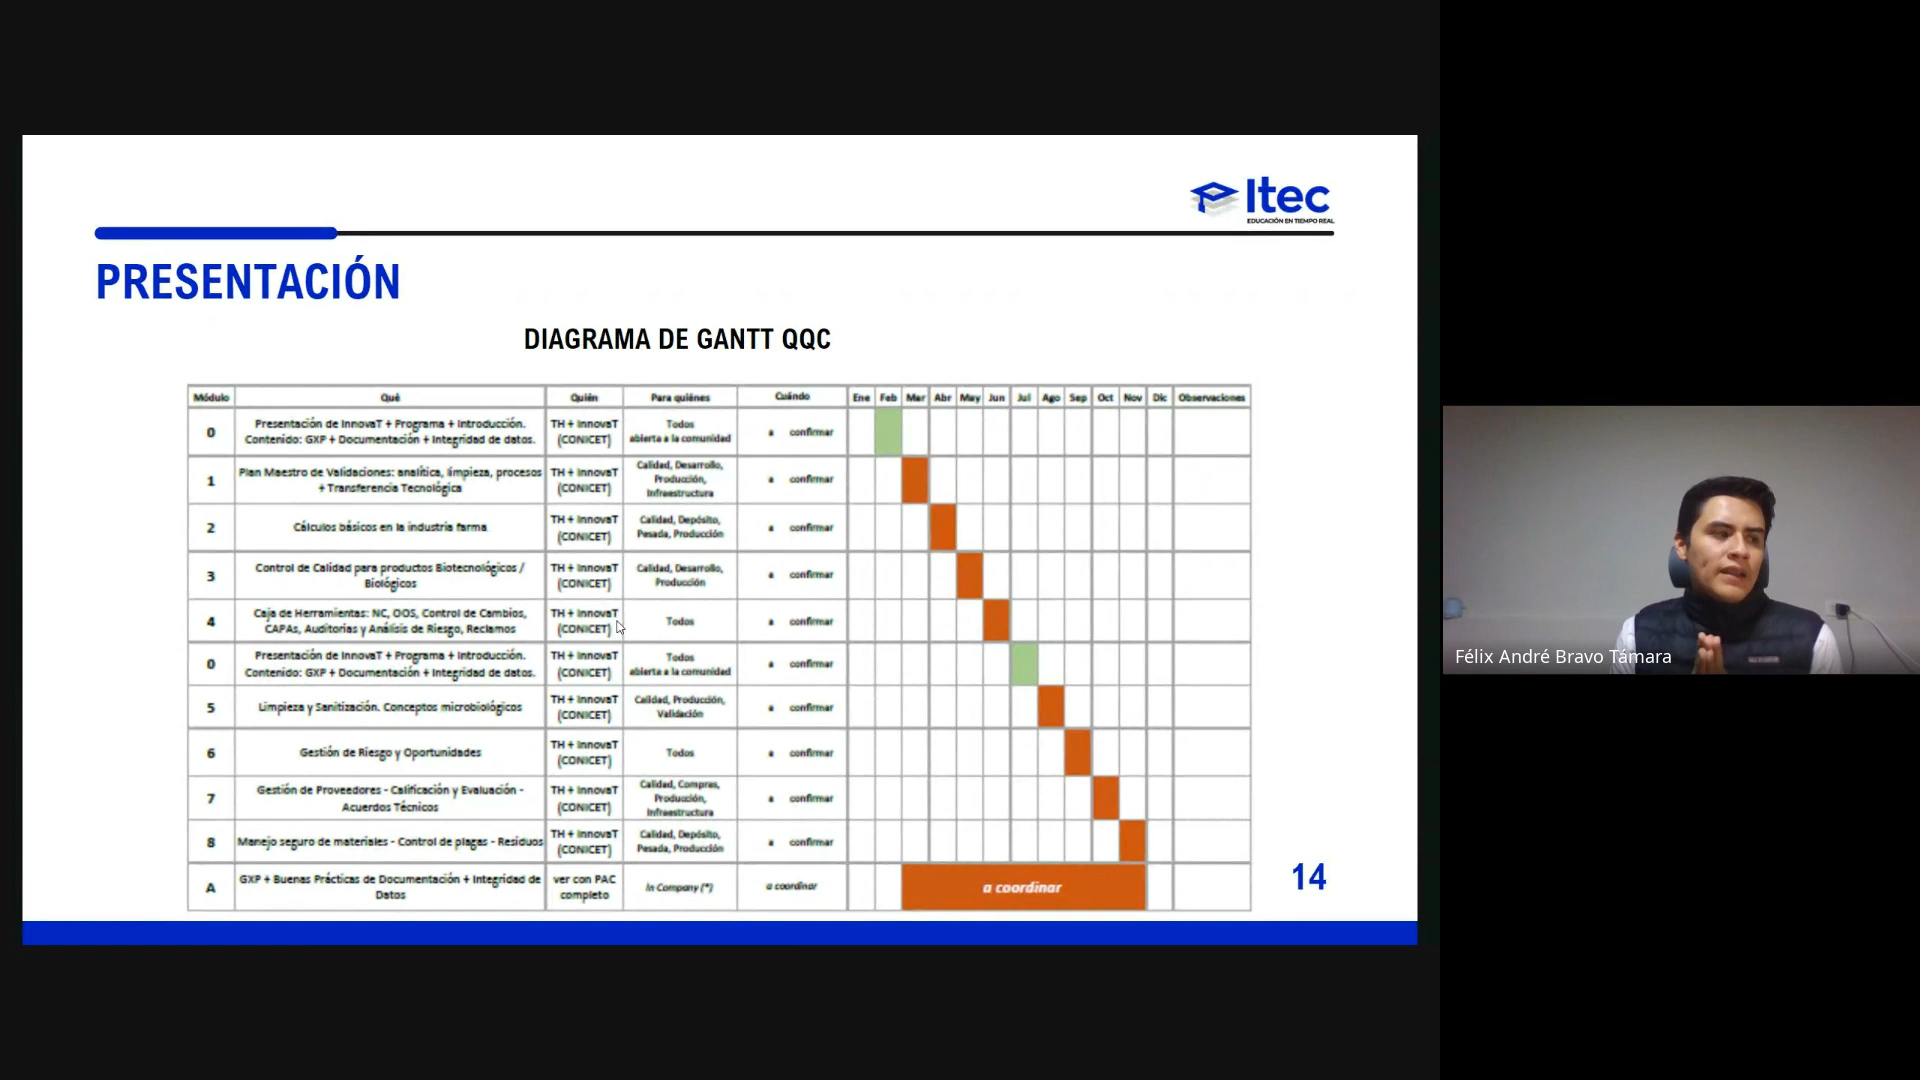 Itec
EDUCACIÓN EN TIEMPO REAL
PRESENTACIÓN
DIAGRAMA DE GANTT QQC
Módulo Qué Quién Para quiénes Cuándo Ene Feb Mar Abr May Jun Jul Ago Sep Oct Nov Dic Observaciones
0 Presentación de InnovaT + Programa + Introducción. TH + InnovaT Todos a confirmar
Contenido: GXP + Documentación + Integridad de datos. (CONICET) abierta a la comunidad
1 Plan Maestro de Validaciones: analítica, limpieza, procesos TH + InnovaT Calidad, Desarrollo, a confirmar
+ Transferencia Tecnológica (CONICET) Producción,
Infraestructura
2 Cálculos básicos en la industria farma TH + InnovaT Calidad, Depósito, a confirmar
(CONICET) Pesada, Producción
3 Control de Calidad para productos Biotecnológicos / TH + InnovaT Calidad, Desarrollo, a confirmar
Biológicos (CONICET) Producción
4 Caja de Herramientas: NC, OOS, Control de Cambios, TH + InnovaT Todos a confirmar
CAPAs, Auditorias y Análisis de Riesgo, Reclamos (CONICET)
0 Presentación de InnovaT + Programa + Introducción. TH + InnovaT Todos a confirmar
Contenido: GXP + Documentación + Integridad de datos. (CONICET) abierta a la comunidad
5 Limpieza y Sanitización. Conceptos microbiológicos TH + InnovaT Calidad, Producción, a confirmar
(CONICET) Validación
6 Gestión de Riesgo y Oportunidades TH + InnovaT Todos a confirmar
(CONICET)
7 Gestión de Proveedores - Calificación y Evaluación - TH + InnovaT Calidad, Compras, a confirmar
Acuerdos Técnicos (CONICET) Producción,
Infraestructura
8 Manejo seguro de materiales - Control de plagas - Residuos TH + InnovaT Calidad, Depósito, a confirmar
(CONICET) Pesada, Producción
A GXP + Buenas Prácticas de Documentación + Integridad de ver con PAC In Company (*) a coordinar a coordinar
Datos completo
14
Félix André Bravo Támara